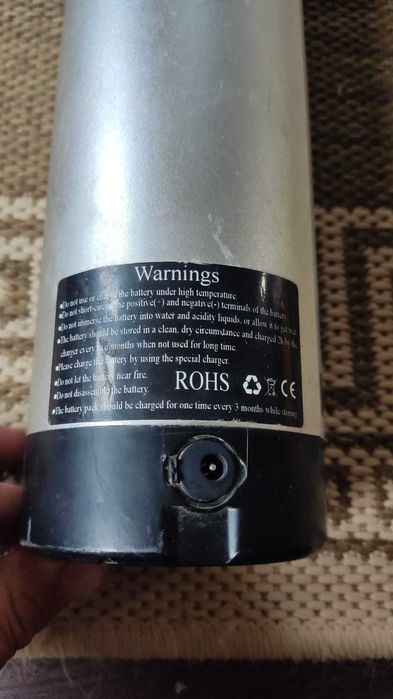 Warnings
●Do not use or charge the battery under high temperature
●Do not short-circuit the positive(+) and negative(-) terminals of the battery
●Do not immerse the battery into water and acidity liquids, or allow it to get wet
●The battery should be stored in a clean, dry circumstance and charged 2h by the
charger every two months when not used for long time.
●Please charge the battery by using the special charger
●Do not let the battery near fire.
●Do not disassemble the battery.
ROHS CE
●The battery pack should be charged for one time every 3 months while storing